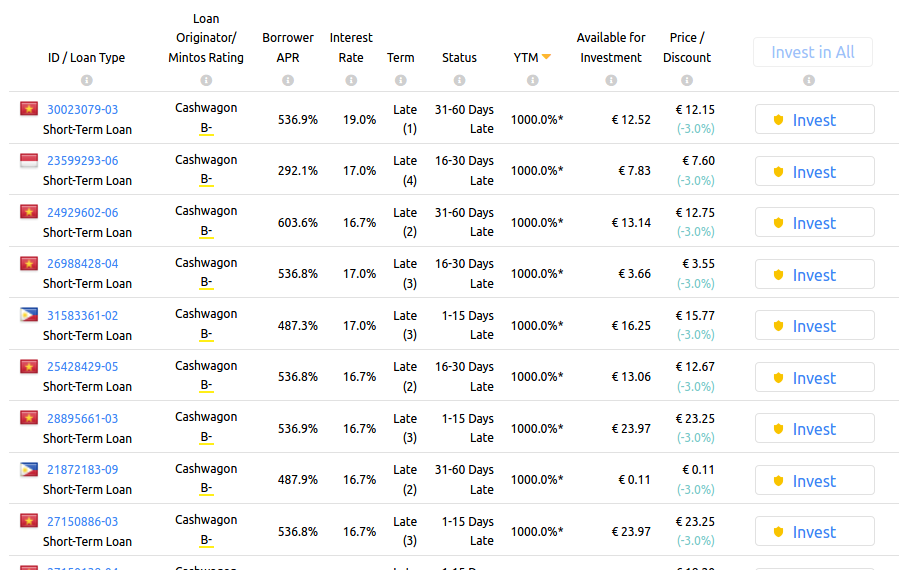 ID / Loan Type Loan Originator/ Mintos Rating Borrower APR Interest Rate Term Status YTM Available for Investment Price / Discount Invest in All
30023079-03 Cashwagon 536.9% 19.0% Late 31-60 Days 1000.0%* € 12.52 € 12.15 Invest
Short-Term Loan B- (1) Late (-3.0%)
23599293-06 Cashwagon 292.1% 17.0% Late 16-30 Days 1000.0%* € 7.83 € 7.60 Invest
Short-Term Loan B- (4) Late (-3.0%)
24929602-06 Cashwagon 603.6% 16.7% Late 31-60 Days 1000.0%* € 13.14 € 12.75 Invest
Short-Term Loan B- (2) Late (-3.0%)
26988428-04 Cashwagon 536.8% 17.0% Late 16-30 Days 1000.0%* € 3.66 € 3.55 Invest
Short-Term Loan B- (3) Late (-3.0%)
31583361-02 Cashwagon 487.3% 17.0% Late 1-15 Days 1000.0%* € 16.25 € 15.77 Invest
Short-Term Loan B- (3) Late (-3.0%)
25428429-05 Cashwagon 536.8% 16.7% Late 16-30 Days 1000.0%* € 13.06 € 12.67 Invest
Short-Term Loan B- (2) Late (-3.0%)
28895661-03 Cashwagon 536.9% 16.7% Late 1-15 Days 1000.0%* € 23.97 € 23.25 Invest
Short-Term Loan B- (3) Late (-3.0%)
21872183-09 Cashwagon 487.9% 16.7% Late 31-60 Days 1000.0%* € 0.11 € 0.11 Invest
Short-Term Loan B- (2) Late (-3.0%)
27150886-03 Cashwagon 536.8% 16.7% Late 1-15 Days 1000.0%* € 23.97 € 23.25 Invest
Short-Term Loan B- (3) Late (-3.0%)